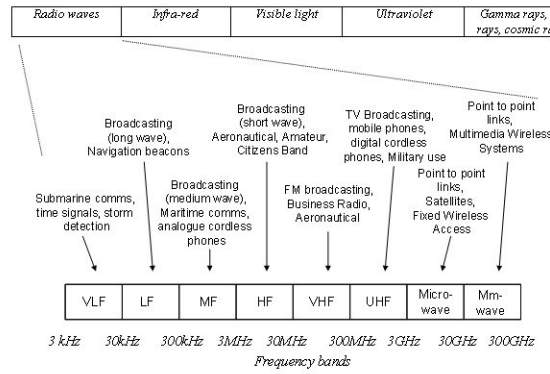 Radio waves
Infra-red
Visible light
Ultraviolet
Gamma rays,
rays, cosmic ra
Broadcasting
(long wave),
Navigation beacons
Broadcasting
(short wave),
Aeronautical, Amateur,
Citizens Band
TV Broadcasting,
mobile phones,
digital cordless
phones, Military use
Point to point
links,
Multimedia Wireless
Systems
Submarine comms,
time signals, storm
detection
Broadcasting
(medium wave),
Maritime comms,
analogue cordless
phones
FM broadcasting,
Business Radio,
Aeronautical
Point to point
links,
Satellites,
Fixed Wireless
Access
VLF
LF
MF
HF
VHF
UHF
Micro-
wave
Mm-
wave
3 kHz
30kHz
300kHz
3MHz
30MHz
300MHz
3GHz
30GHz
300GHz
Frequency bands